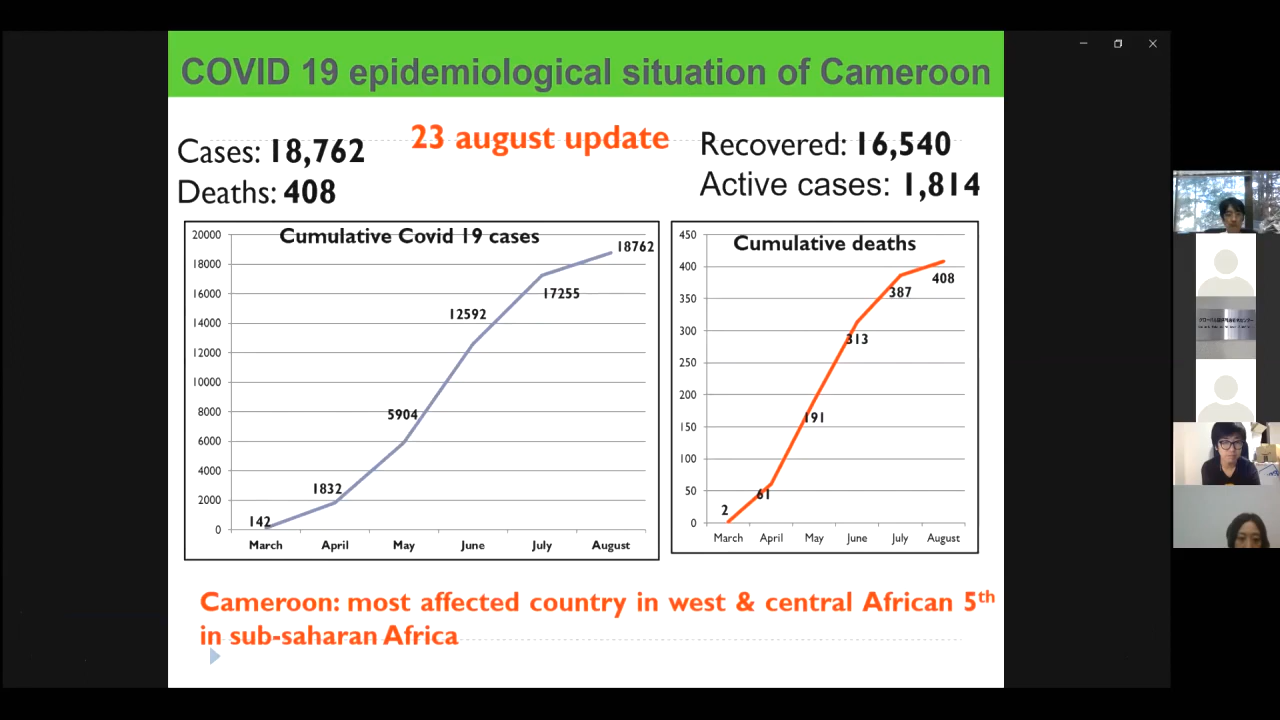 COVID 19 epidemiological situation of Cameroon
23 august update
Cases: 18,762
Deaths: 408
Recovered: 16,540
Active cases: 1,814
Cumulative Covid 19 cases
20000
18000
16000
14000
12000
10000
8000
6000
4000
2000
0
142
1832
5904
12592
17255
18762
March April May June July August
Cumulative deaths
450
400
350
300
250
200
150
100
50
0
2
61
191
313
387
408
March April May June July August
Cameroon: most affected country in west & central African 5th
in sub-saharan Africa